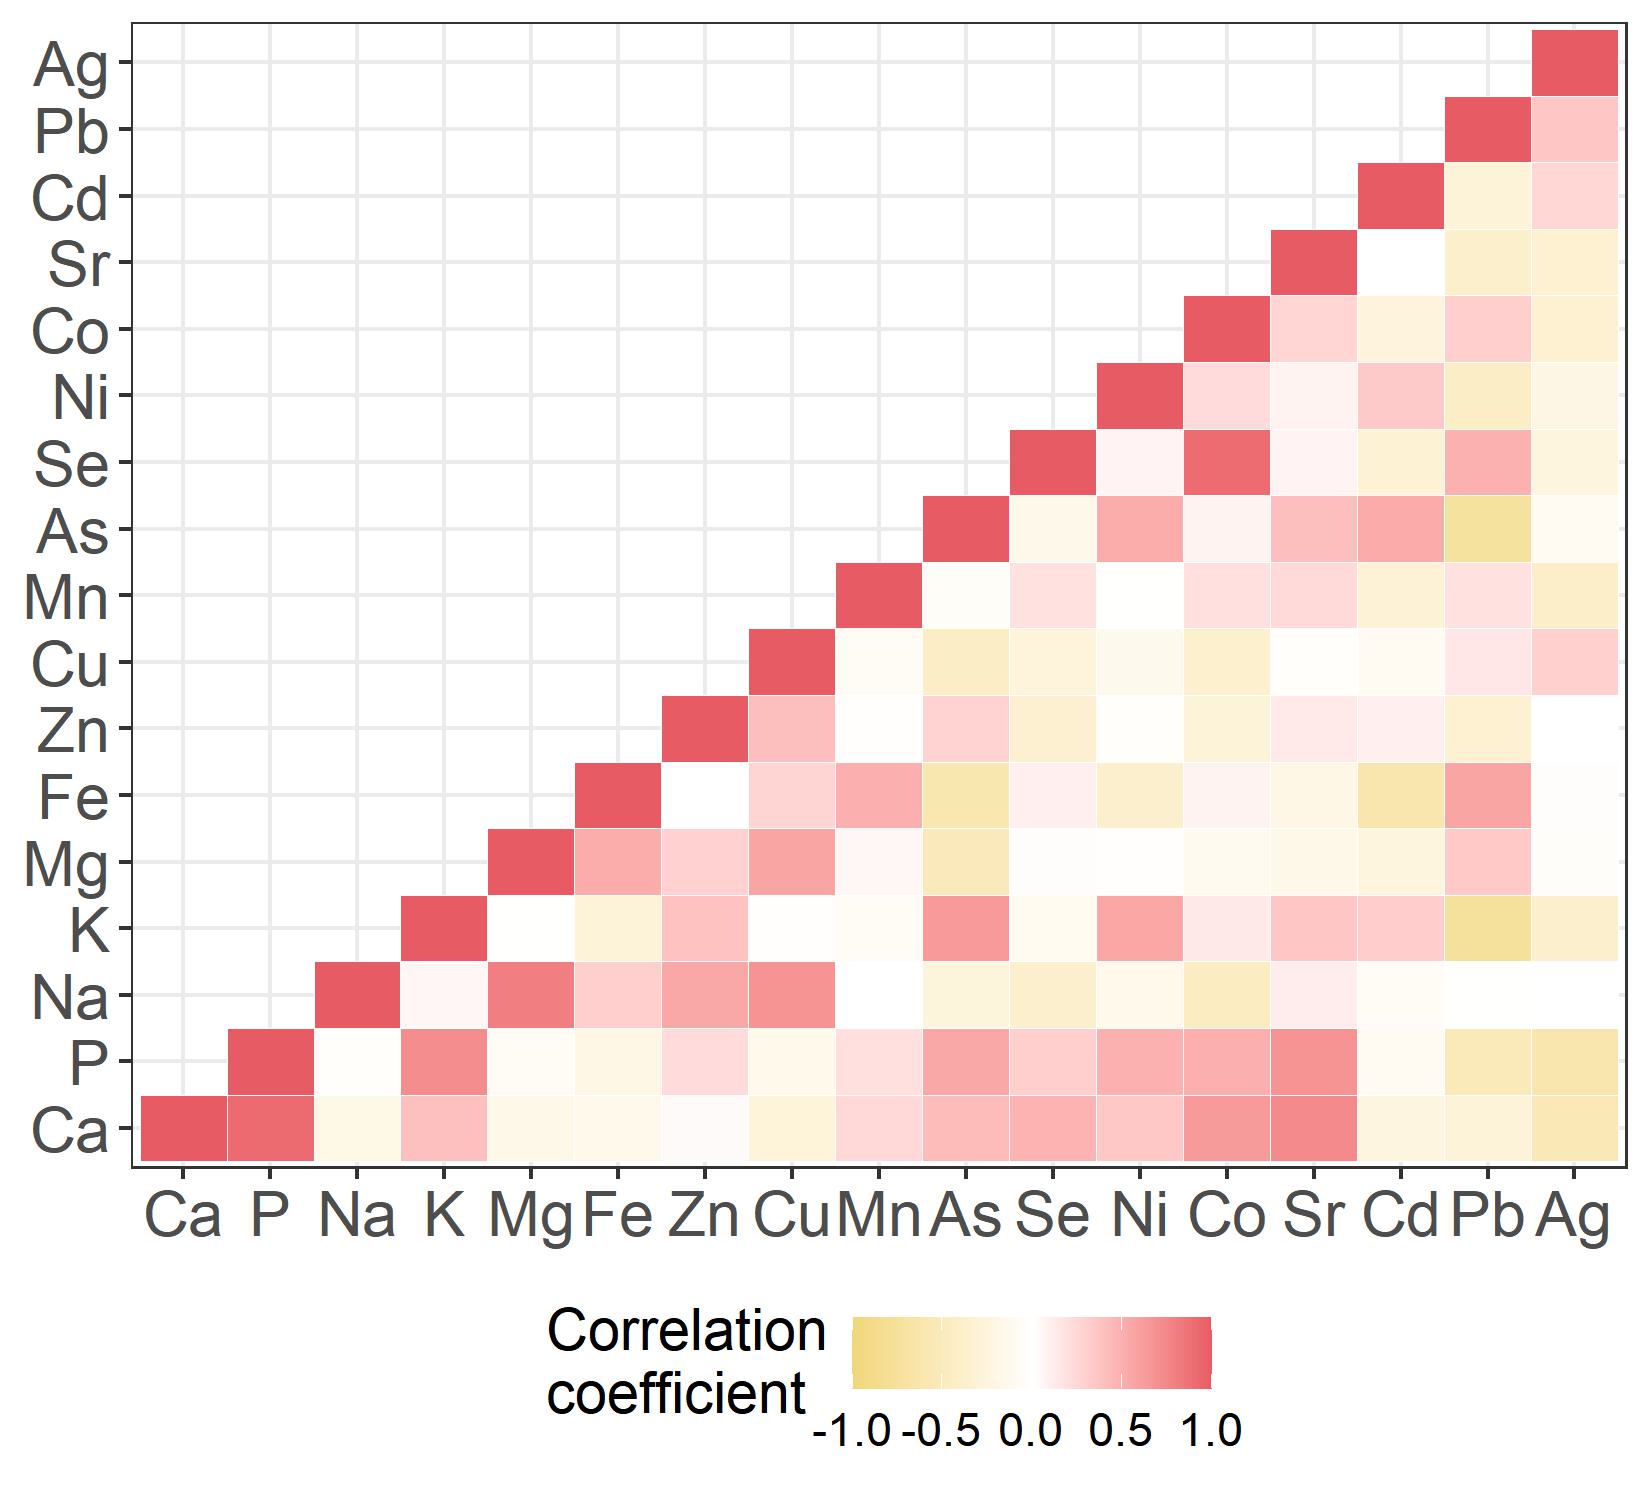 Ag
Pb
Cd
Sr
Co
Ni
Se
As
Mn
Cu
Zn
Fe
Mg
K
Na
P
Ca
Ca P Na K Mg Fe Zn Cu Mn As Se Ni Co Sr Cd Pb Ag
Correlation
coefficient
-1.0 -0.5 0.0 0.5 1.0